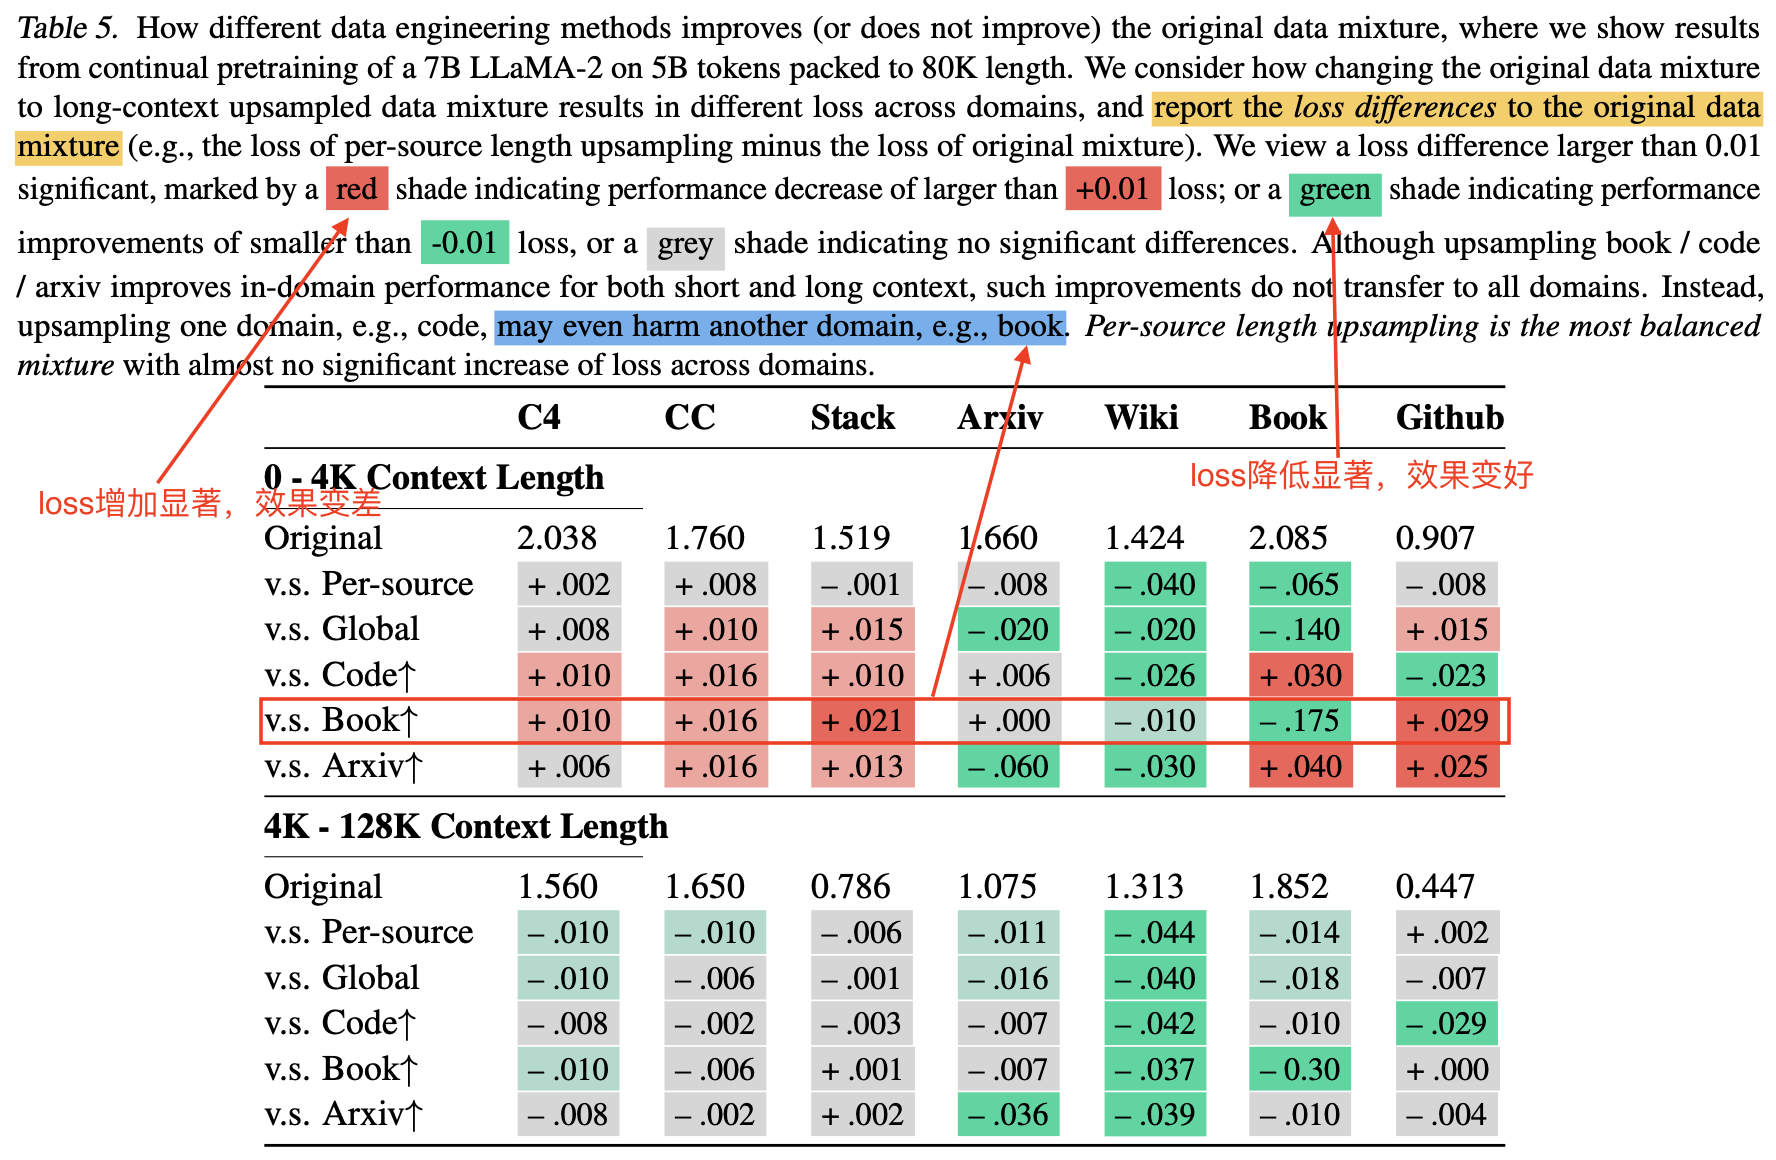 Table 5. How different data engineering methods improves (or does not improve) the original data mixture, where we show results
from continual pretraining of a 7B LLaMA-2 on 5B tokens packed to 80K length. We consider how changing the original data mixture
to long-context upsampled data mixture results in different loss across domains, and report the loss differences to the original data
mixture (e.g., the loss of per-source length upsampling minus the loss of original mixture). We view a loss difference larger than 0.01
significant, marked by a red shade indicating performance decrease of larger than +0.01 loss; or a green shade indicating performance
improvements of smaller than -0.01 loss, or a grey shade indicating no significant differences. Although upsampling book / code
/ arxiv improves in-domain performance for both short and long context, such improvements do not transfer to all domains. Instead,
upsampling one domain, e.g., code, may even harm another domain, e.g., book. Per-source length upsampling is the most balanced
mixture with almost no significant increase of loss across domains.
C4 CC Stack Arxiv Wiki Book Github
0 - 4K Context Length
loss降低显著，效果变好
loss增加显著，效果变差
Original 2.038 1.760 1.519 1.660 1.424 2.085 0.907
v.s. Per-source + .002 + .008 – .001 – .008 – .040 – .065 – .008
v.s. Global + .008 + .010 + .015 – .020 – .020 – .140 + .015
v.s. Code↑ + .010 + .016 + .010 + .006 – .026 + .030 – .023
v.s. Book↑ + .010 + .016 + .021 + .000 – .010 – .175 + .029
v.s. Arxiv↑ + .006 + .016 + .013 – .060 – .030 + .040 + .025
4K - 128K Context Length
Original 1.560 1.650 0.786 1.075 1.313 1.852 0.447
v.s. Per-source – .010 – .010 – .006 – .011 – .044 – .014 + .002
v.s. Global – .010 – .006 – .001 – .016 – .040 – .018 – .007
v.s. Code↑ – .008 – .002 – .003 – .007 – .042 – .010 – .029
v.s. Book↑ – .010 – .006 + .001 – .007 – .037 – 0.30 + .000
v.s. Arxiv↑ – .008 – .002 + .002 – .036 – .039 – .010 – .004